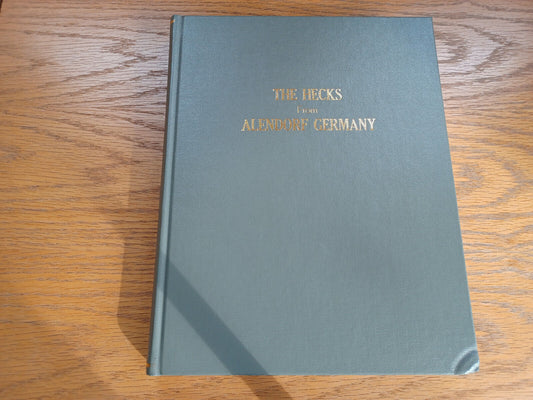 THE HECKS
from
ALENDORF GERMANY